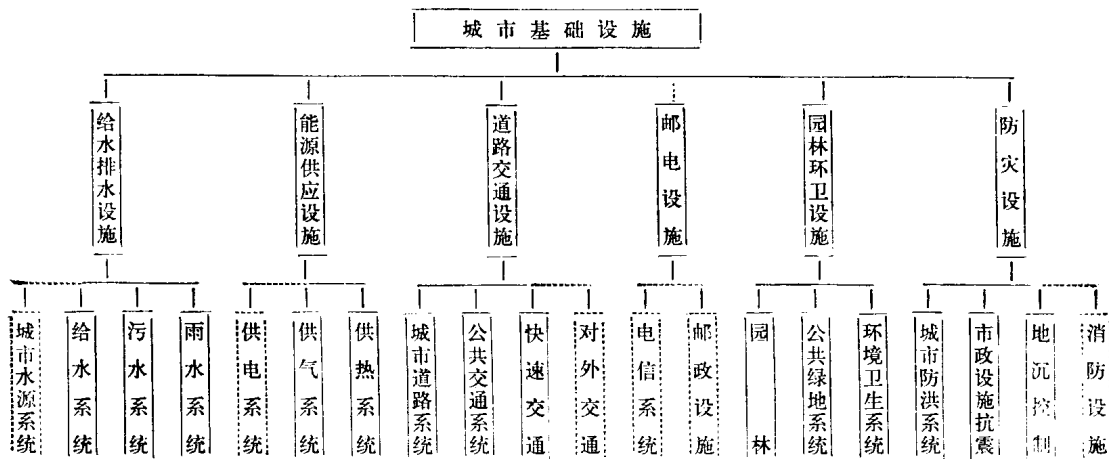 城市基础设施
给水排水设施
能源供应设施
道路交通设施
邮电设施
园林环卫设施
防灾设施
城市水源系统
给水系统
污水系统
雨水系统
供电系统
供气系统
供热系统
城市道路系统
公共交通系统
快速交通
对外交通
电信系统
邮政设施
园林
公共绿地系统
环境卫生系统
城市防洪系统
市政设施抗震
地沉控制
消防设施